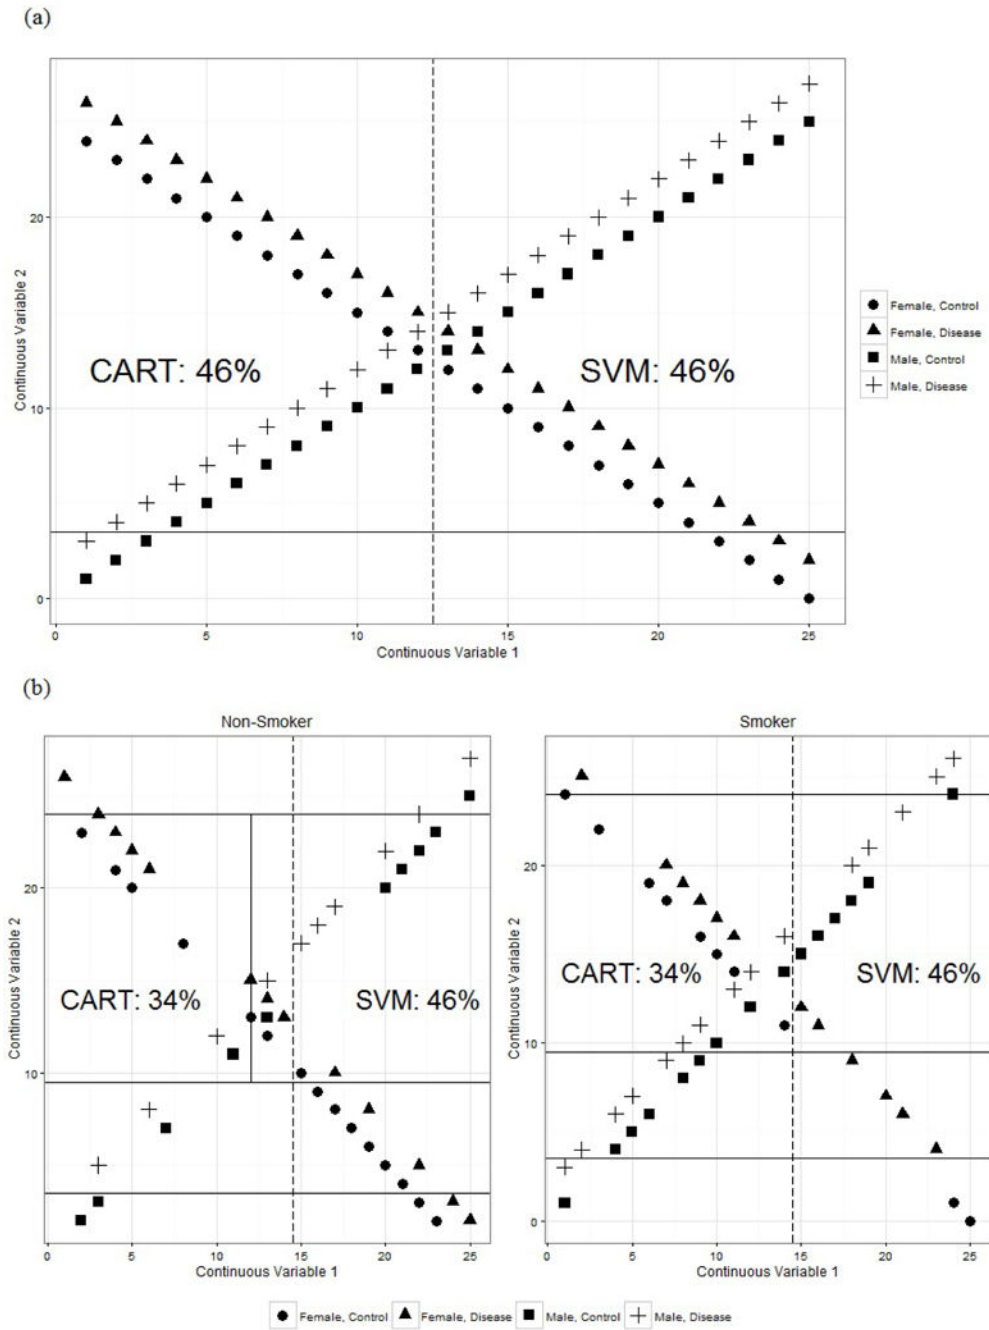 (a)
Continuous Variable 2
20
10
0
CART: 46%
SVM: 46%
0 5 10 15 20 25
Continuous Variable 1
Female, Control
Female, Disease
Male, Control
Male, Disease
(b)
Non-Smoker
Continuous Variable 2
20
10
CART: 34%
SVM: 46%
0 5 10 15 20 25
Continuous Variable 1
Smoker
Continuous Variable 2
20
10
0
CART: 34%
SVM: 46%
0 5 10 15 20 25
Continuous Variable 1
Female, Control Female, Disease Male, Control Male, Disease